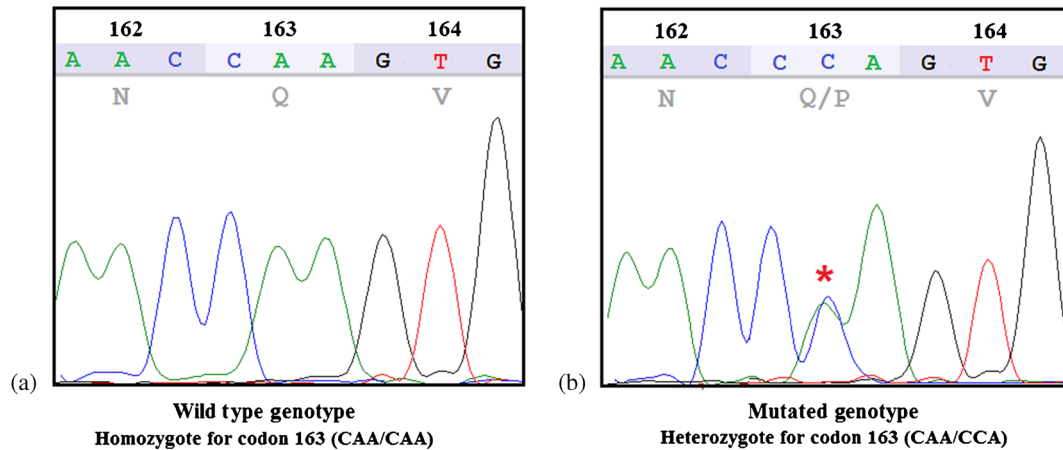 162 163 164
A A C C A A G T G
N Q V
(a)
Wild type genotype
Homozygote for codon 163 (CAA/CAA)
162 163 164
A A C C C A G T G
N Q/P V
*
(b)
Mutated genotype
Heterozygote for codon 163 (CAA/CCA)